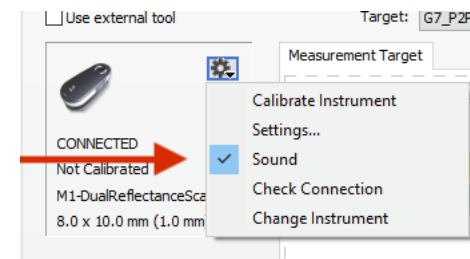 Use external tool
Target: G7_P2P
Measurement Target
Calibrate Instrument
CONNECTED
Settings...
Not Calibrated
Sound
M1-DualReflectanceSca
Check Connection
8.0 x 10.0 mm (1.0 mm
Change Instrument